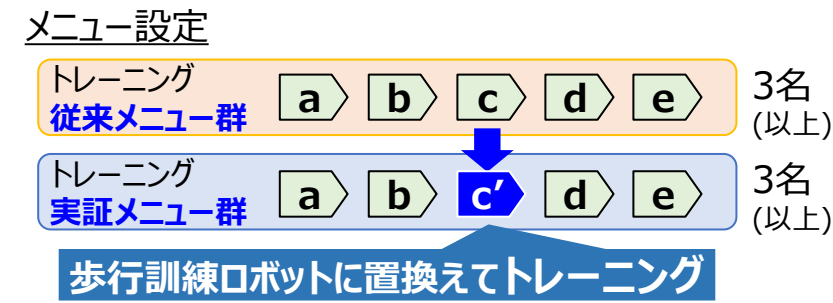 メニュー設定
トレーニング
従来メニュー群
a b c d e
3名
(以上)
トレーニング
実証メニュー群
a b c′ d e
3名
(以上)
歩行訓練ロボットに置換えてトレーニング